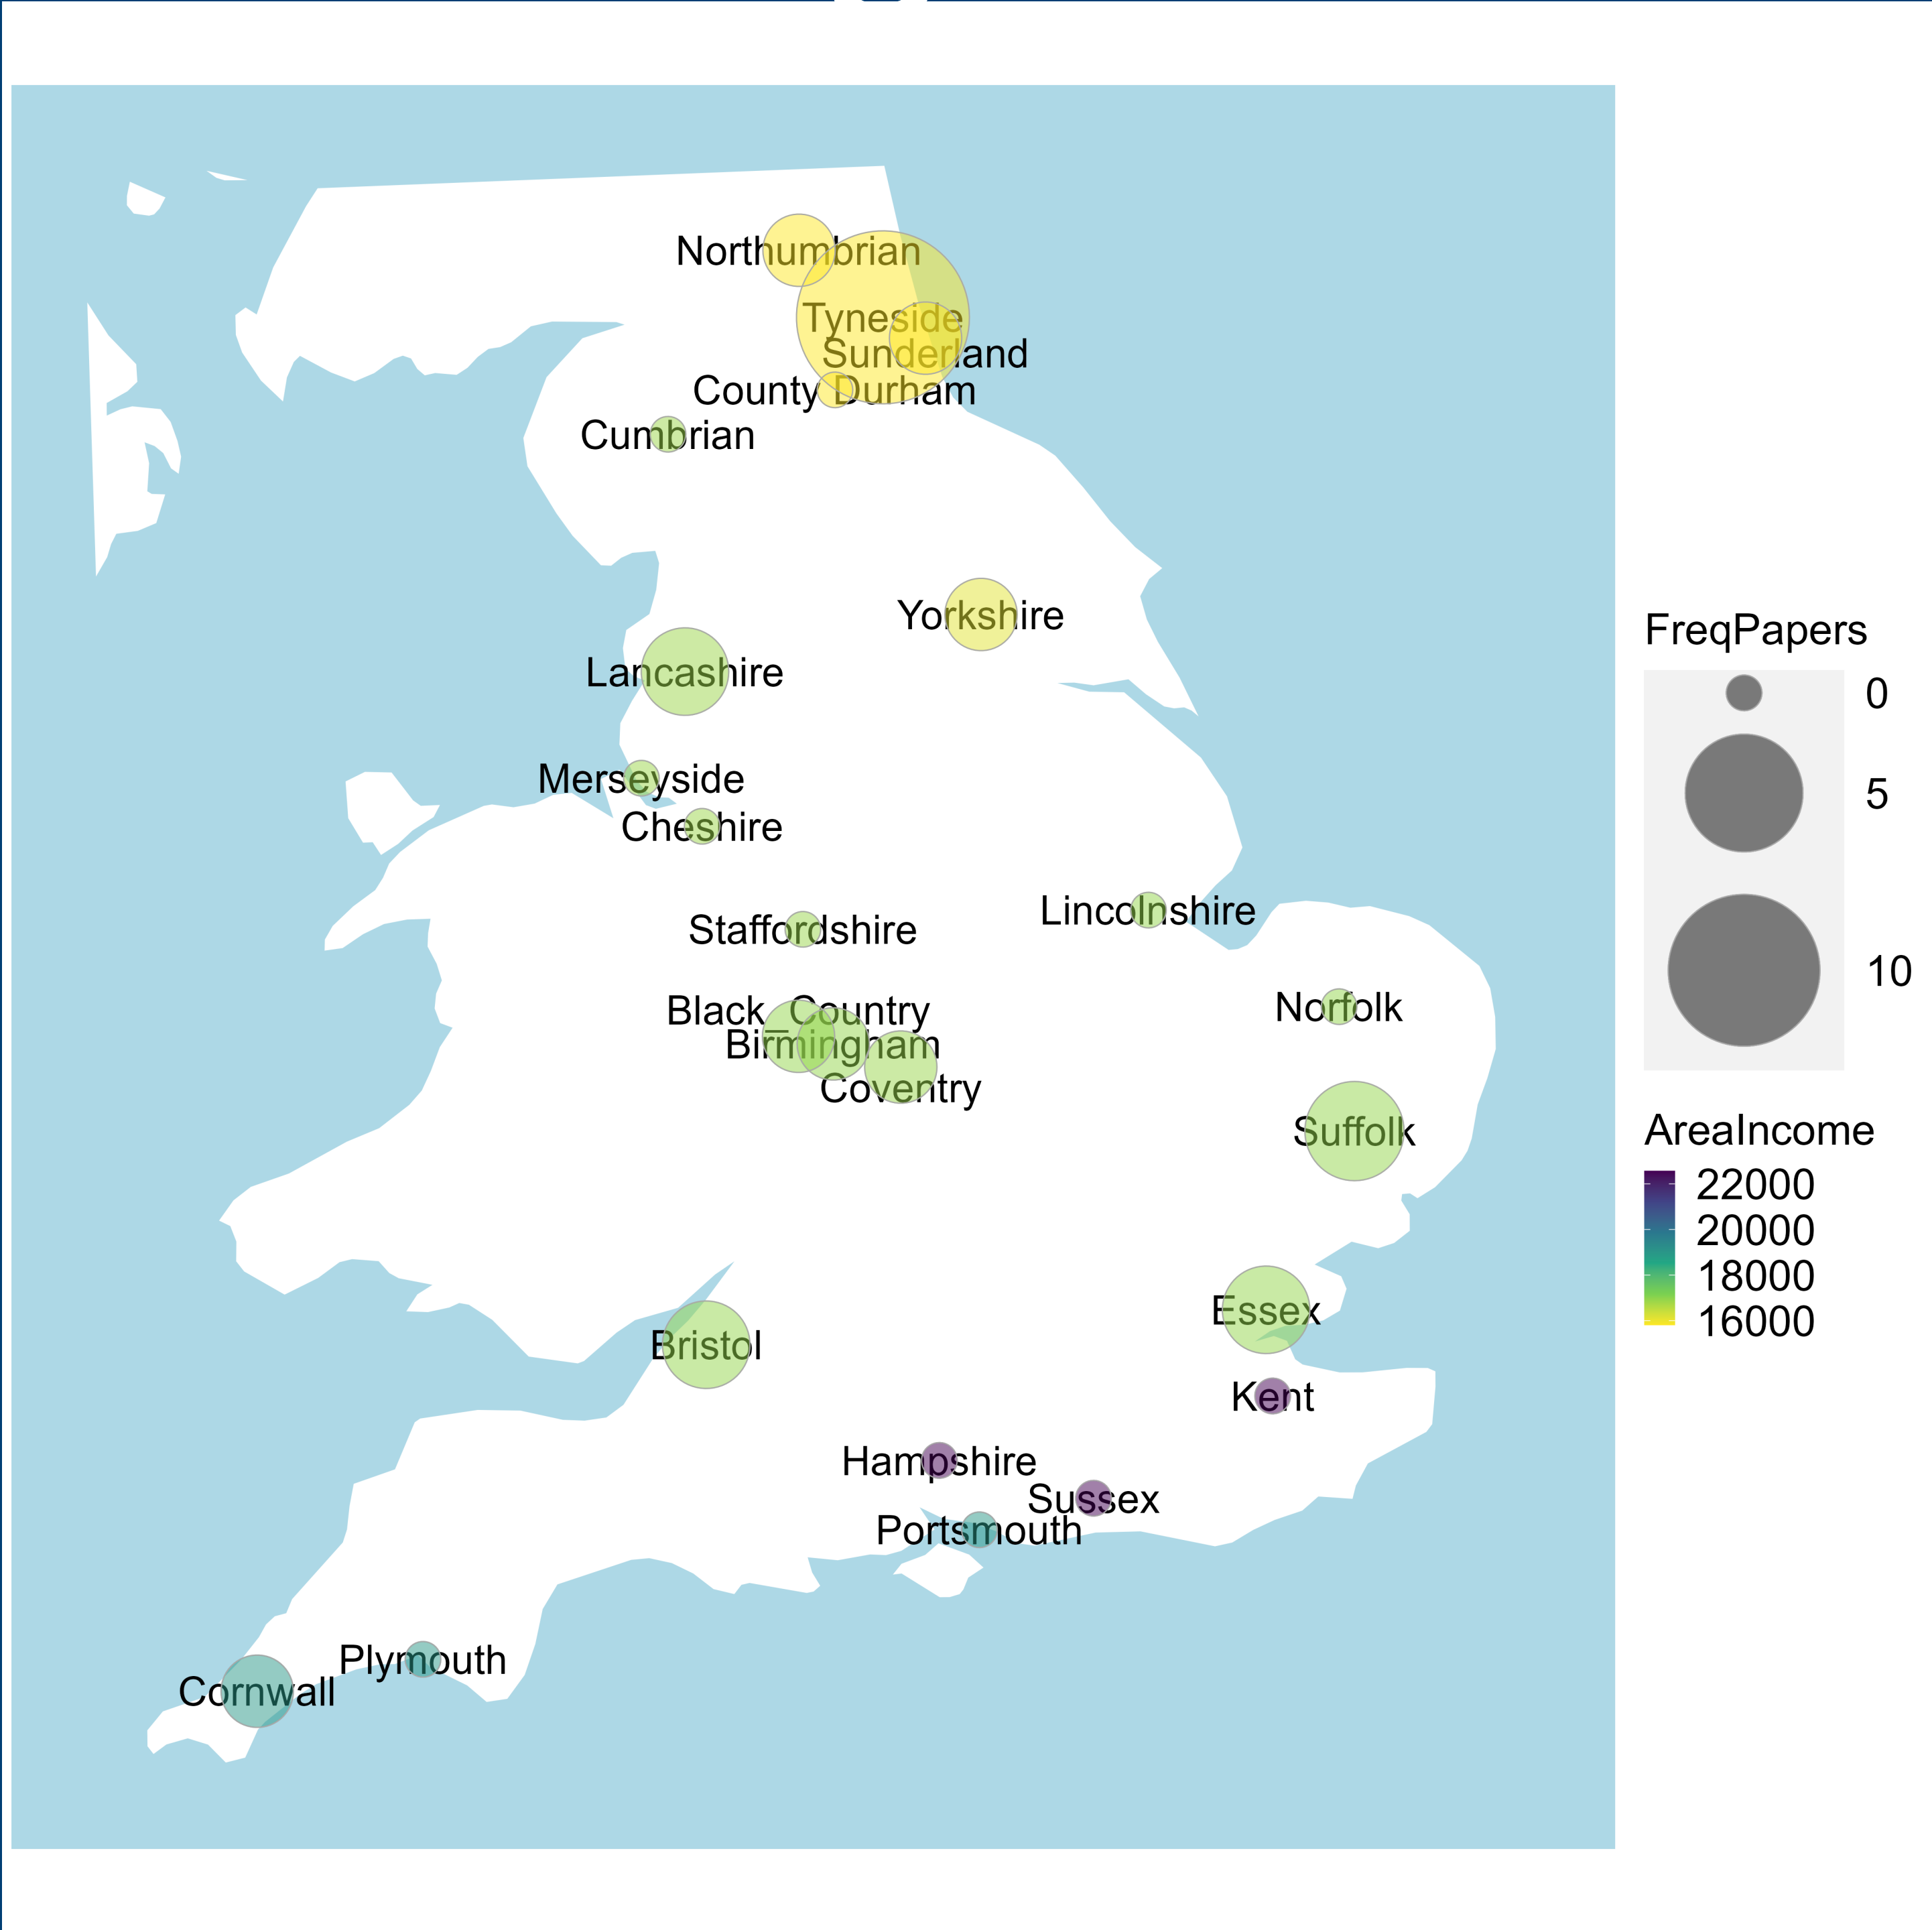 Northumbrian
Tyneside
Sunderland
County Durham
Cumbrian
Yorkshire
Lancashire
Merseyside
Cheshire
Staffordshire
Lincolnshire
Black_Country
Birmingham
Coventry
Norfolk
Suffolk
Essex
Bristol
Kent
Hampshire
Sussex
Portsmouth
Plymouth
Cornwall
FreqPapers
0
5
10
AreaIncome
22000
20000
18000
16000